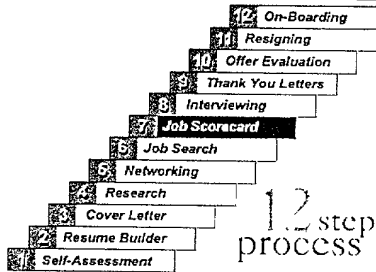 12 On-Boarding
11 Resigning
10 Offer Evaluation
9 Thank You Letters
8 Interviewing
7 Job Scorecard
6 Job Search
5 Networking
4 Research
3 Cover Letter
2 Resume Builder
1 Self-Assessment
12 step
process